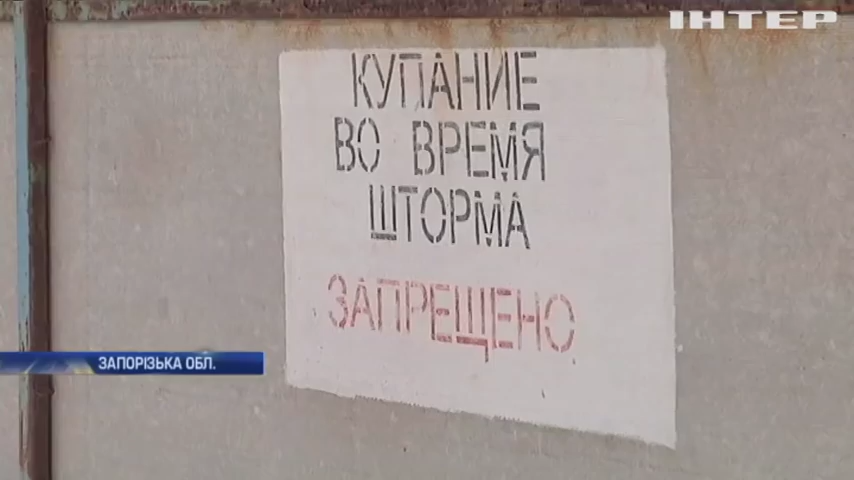 ІНТЕР
КУПАНИЕ
ВО ВРЕМЯ
ШТОРМА
ЗАПРЕЩЕНО
ЗАПОРІЗЬКА ОБЛ.